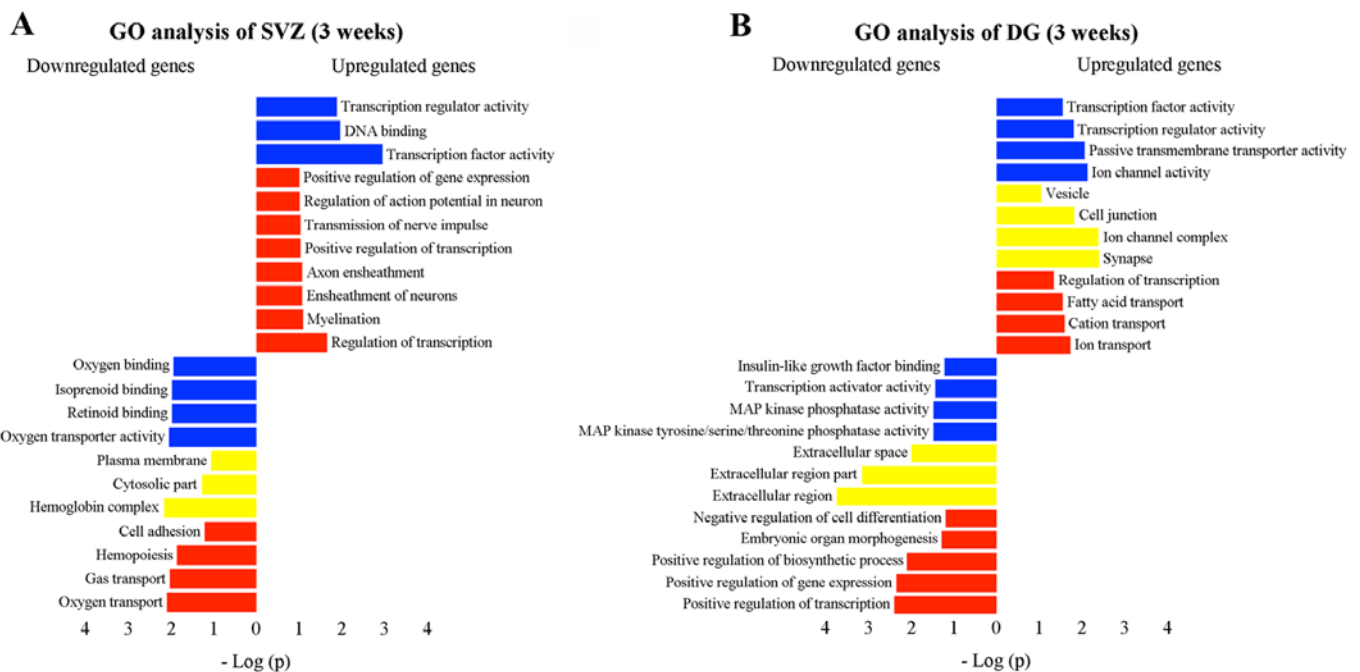 A
GO analysis of SVZ (3 weeks)
Downregulated genes
Upregulated genes
Transcription regulator activity
DNA binding
Transcription factor activity
Positive regulation of gene expression
Regulation of action potential in neuron
Transmission of nerve impulse
Positive regulation of transcription
Axon ensheathment
Ensheathment of neurons
Myelination
Regulation of transcription
Oxygen binding
Isoprenoid binding
Retinoid binding
Oxygen transporter activity
Plasma membrane
Cytosolic part
Hemoglobin complex
Cell adhesion
Hemopoiesis
Gas transport
Oxygen transport
4 3 2 1 0 1 2 3 4
- Log (p)
B
GO analysis of DG (3 weeks)
Downregulated genes
Upregulated genes
Transcription factor activity
Transcription regulator activity
Passive transmembrane transporter activity
Ion channel activity
Vesicle
Cell junction
Ion channel complex
Synapse
Regulation of transcription
Fatty acid transport
Cation transport
Ion transport
Insulin-like growth factor binding
Transcription activator activity
MAP kinase phosphatase activity
MAP kinase tyrosine/serine/threonine phosphatase activity
Extracellular space
Extracellular region part
Extracellular region
Negative regulation of cell differentiation
Embryonic organ morphogenesis
Positive regulation of biosynthetic process
Positive regulation of gene expression
Positive regulation of transcription
4 3 2 1 0 1 2 3 4
- Log (p)